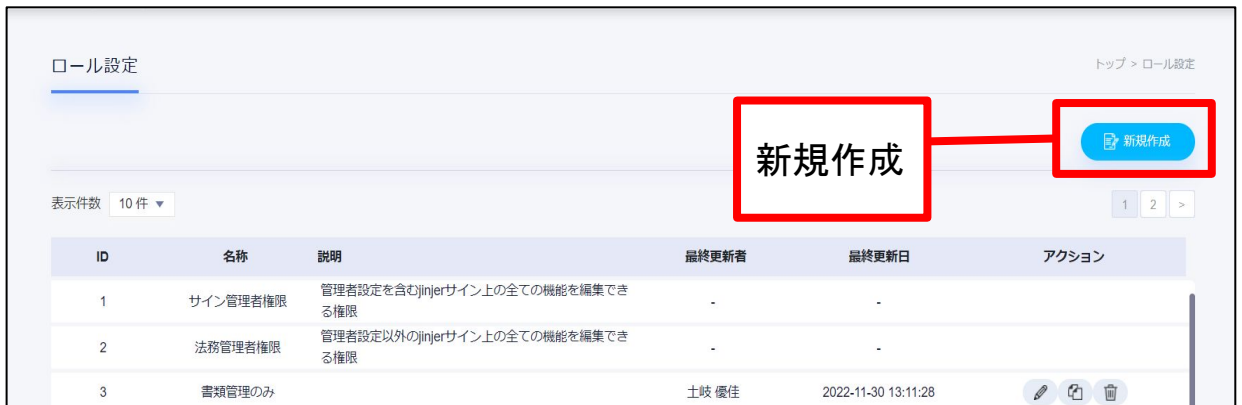 ロール設定
トップ > ロール設定
新規作成
新規作成
表示件数 10 件 ▼
1 2 >
ID 名称 説明 最終更新者 最終更新日 アクション
1 サイン管理者権限 管理者設定を含むjinjerサイン上の全ての機能を編集でき - -
る権限
2 法務管理者権限 管理者設定以外のjinjerサイン上の全ての機能を編集でき - -
る権限
3 書類管理のみ 土岐 優佳 2022-11-30 13:11:28